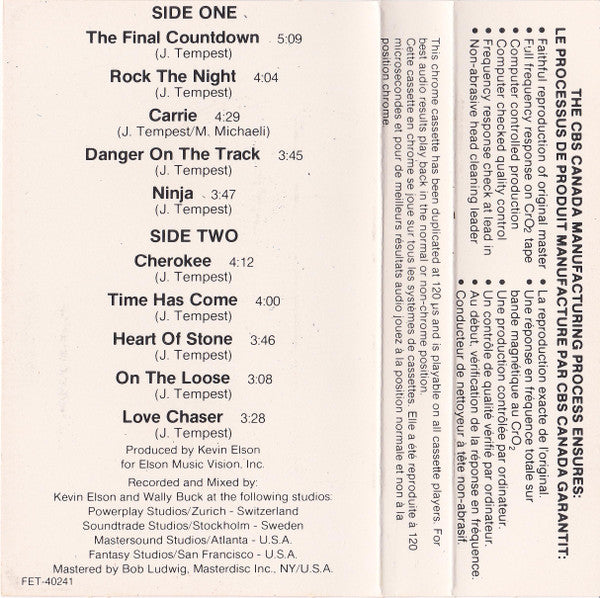 SIDE ONE
The Final Countdown 5:09
(J. Tempest)
Rock The Night 4:04
(J. Tempest)
Carrie 4:29
(J. Tempest/M. Michaeli)
Danger On The Track 3:45
(J. Tempest)
Ninja 3:47
(J. Tempest)
SIDE TWO
Cherokee 4:12
(J. Tempest)
Time Has Come 4:00
(J. Tempest)
Heart Of Stone 3:46
(J. Tempest)
On The Loose 3:08
(J. Tempest)
Love Chaser 3:28
(J. Tempest)
Produced by Kevin Elson
for Elson Music Vision, Inc.
Recorded and Mixed by:
Kevin Elson and Wally Buck at the following studios:
Powerplay Studios/Zurich - Switzerland
Soundtrade Studios/Stockholm - Sweden
Mastersound Studios/Atlanta - U.S.A.
Fantasy Studios/San Francisco - U.S.A.
Mastered by Bob Ludwig, Masterdisc Inc., NY/U.S.A.
FET-40241
This chrome cassette has been duplicated at 120 µs and is playable on all cassette players. For
best audio results play back in the normal or non-chrome position.
Cette cassette en chrome se joue sur tous les systèmes de cassettes. Elle a été reproduite à 120
microsecondes et pour de meilleurs résultats audio jouez à la position normale et non à la
position chrome.
THE CBS CANADA MANUFACTURING PROCESS ENSURES:
LE PROCESSUS DE PRODUIT MANUFACTURE PAR CBS CANADA GARANTIT:
• Faithful reproduction of original master
• Full frequency response on CrO2 tape
• Computer controlled production
• Computer checked quality control
• Frequency response check at lead in
• Non-abrasive head cleaning leader
• La reproduction exacte de l'original.
• Une réponse en fréquence totale sur
bande magnétique au CrO2
• Une production contrôlée par ordinateur.
• Un contrôle de qualité vérifié par ordinateur.
• Au début, vérification de la réponse en fréquence.
• Conducteur de nettoyeur à tête non-abrasif.